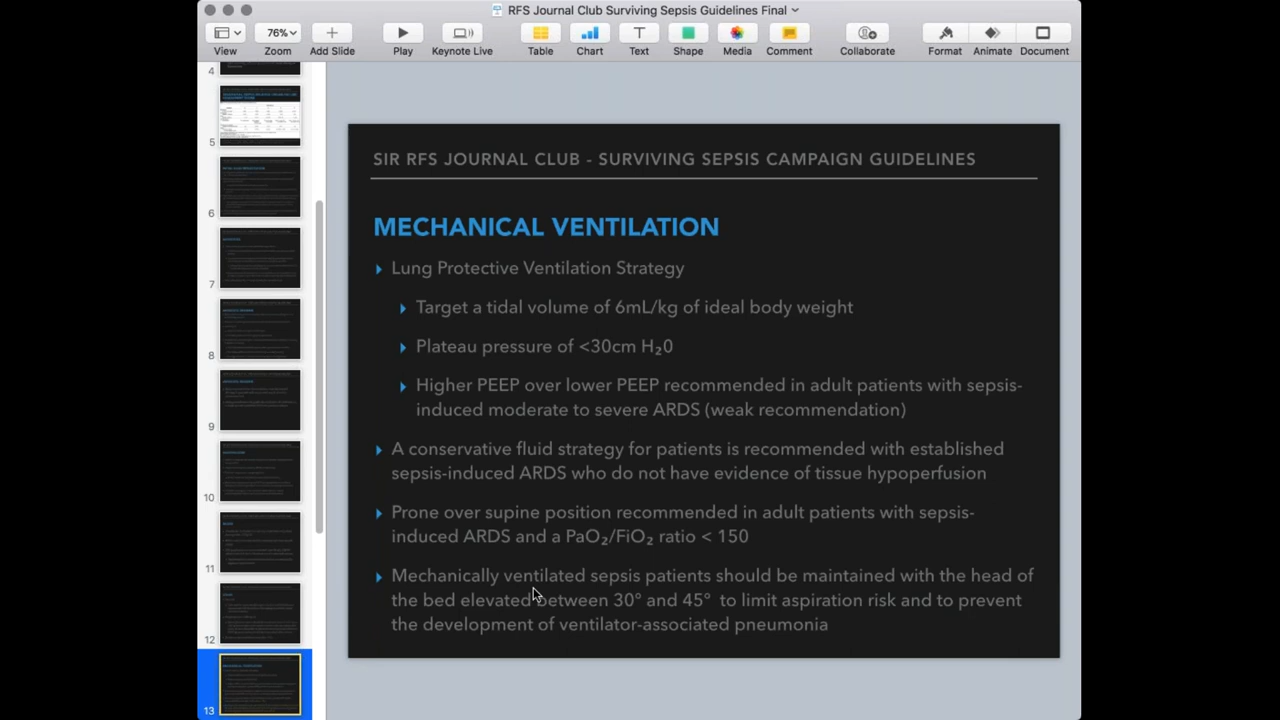 RFS Journal Club Surviving Sepsis Guidelines Final
76%
View
Zoom
Add Slide
Play
Keynote Live
Table
Chart
Text
Shape
Media
Comment
Collaborate
Format
Animate
Document
4
5
6
7
8
9
10
11
12
13
SIR RFS JOURNAL CLUB - SURVIVING SEPSIS CAMPAIGN GUIDELINES
MECHANICAL VENTILATION
Lung Protective Ventilation Strategy
Target a tidal volume of 6mL/kg of ideal body weight
Plateau pressure of <30cm H₂0
Higher PEEP over lower PEEP recommended in adult patients with sepsis-
induced moderate to severe ARDS (weak recommendation)
A conservative fluid strategy for patients is recommended with established
sepsis-induced ARDS who do not have evidence of tissue hypoperfusion
Prone over supine position recommended in adult patients with sepsis-
induced ARDS and a PaO₂/FiO₂ ratio < 150
Mechanically ventilated sepsis patients should be maintained with the head of
the bed elevated between 30° and 45° to limit aspiration risk and to prevent
the development of ventilator-associated pneumonia